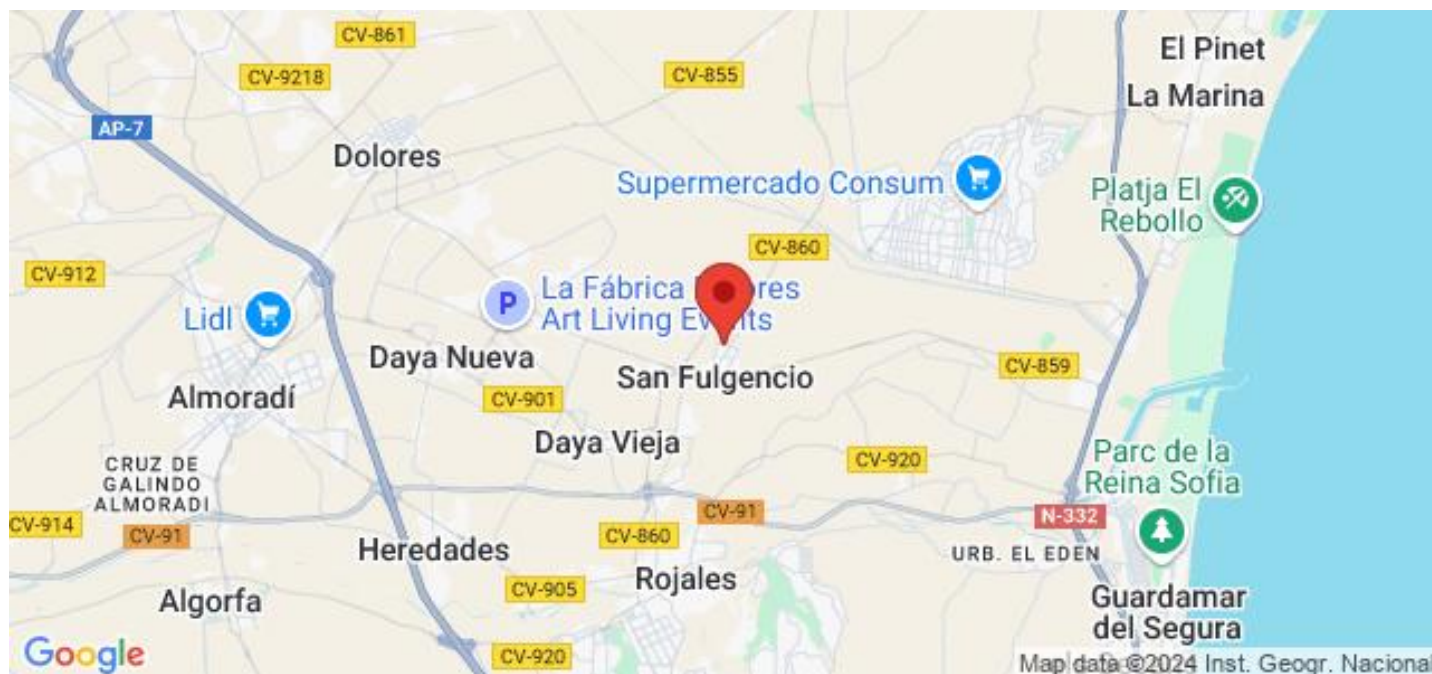 CV-861
El Pinet
CV-9218
CV-855
La Marina
AP-7
Dolores
Supermercado Consum
Platja El
Rebollo
CV-860
CV-912
La Fábrica
Art Living Events
P
Lidl
Daya Nueva
San Fulgencio
CV-859
Almoradí
CV-901
Daya Vieja
CRUZ DE
GALINDO
ALMORADI
CV-920
Parc de la
Reina Sofia
CV-914
CV-91
CV-91
N-332
CV-860
Heredades
URB. EL EDEN
Rojales
CV-905
Algorfa
Guardamar
del Segura
Google
CV-920
Map data ©2024 Inst. Geogr. Nacional